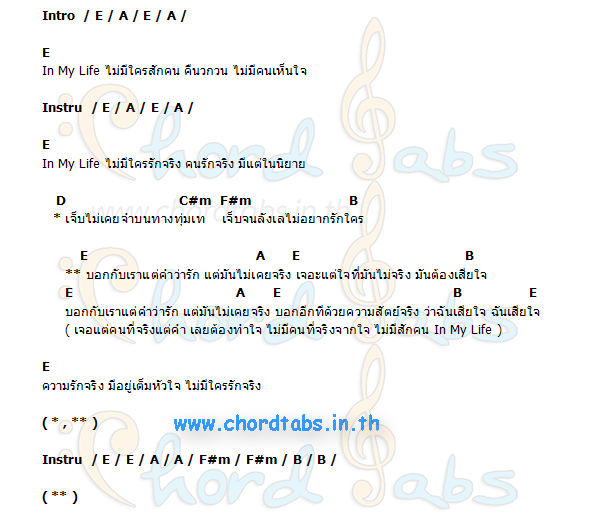 Intro / E / A / E / A /
E
In My Life ไม่มีใครสักคน คืนวกวน ไม่มีคนเห็นใจ
Instru / E / A / E / A /
E
In My Life ไม่มีใครรักจริง คนรักจริง มีแต่ในนิยาย
D C#m F#m B
* เจ็บไม่เคยจำบนทางทุ่มเท เจ็บจนลังเลไม่อยากรักใคร
E A E B
** บอกกับเราแต่คำว่ารัก แต่มันไม่เคยจริง เจอะแต่ใจที่มันไม่จริง มันต้องเสียใจ
E A E B E
บอกกับเราแต่คำว่ารัก แต่มันไม่เคยจริง บอกอีกทีด้วยความสัตย์จริง ว่าฉันเสียใจ ฉันเสียใจ
( เจอแต่คนที่จริงแต่คำ เลยต้องทำใจ ไม่มีคนที่จริงจากใจ ไม่มีสักคน In My Life )
E
ความรักจริง มีอยู่เต็มหัวใจ ไม่มีใครรักจริง
( * , ** )
www.chordtabs.in.th
Instru / E / E / A / A / F#m / F#m / B / B /
( ** )